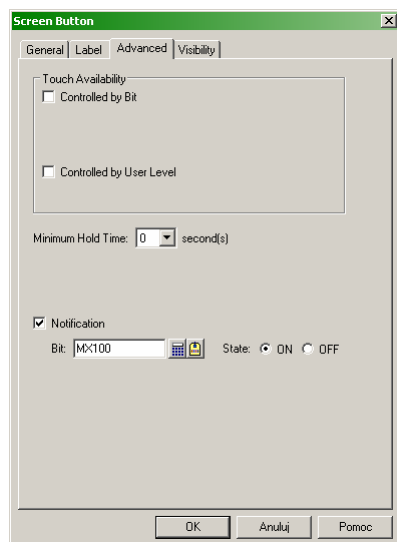 Screen Button
General Label Advanced Visibility
Touch Availability
Controlled by Bit
Controlled by User Level
Minimum Hold Time: 0 second(s)
Notification
Bit: MX100 State: ON OFF
OK Anuluj Pomoc